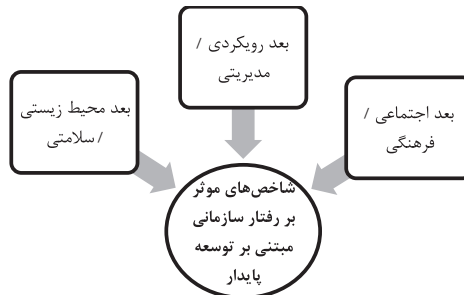 بعد رویکردی /
مدیریتی
بعد اجتماعی /
فرهنگی
بعد محیط زیستی
/سلامتی
شاخص‌های موثر
بر رفتار سازمانی
مبتنی بر توسعه
پایدار